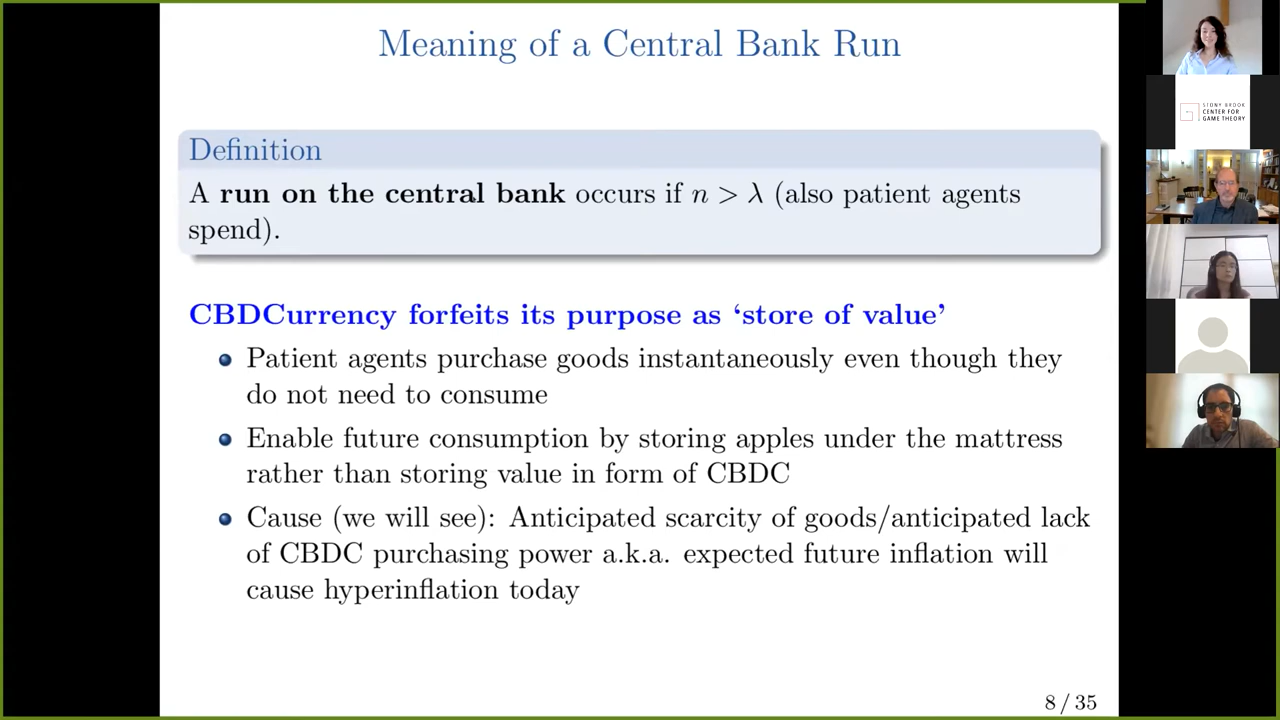 Meaning of a Central Bank Run
Definition
A run on the central bank occurs if n > λ (also patient agents
spend).
CBDCurrency forfeits its purpose as ‘store of value’
Patient agents purchase goods instantaneously even though they
do not need to consume
Enable future consumption by storing apples under the mattress
rather than storing value in form of CBDC
Cause (we will see): Anticipated scarcity of goods/anticipated lack
of CBDC purchasing power a.k.a. expected future inflation will
cause hyperinflation today
8 / 35
STONY BROOK
CENTER FOR
GAME THEORY